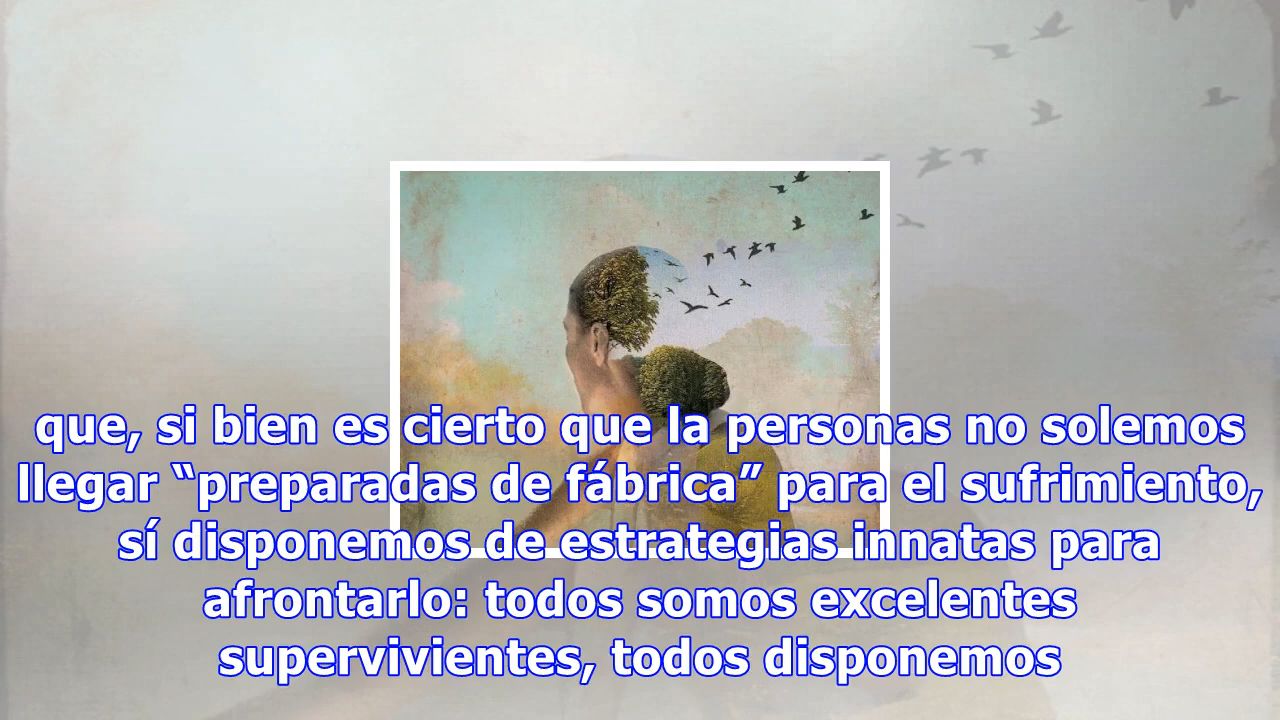 que, si bien es cierto que la personas no solemos
llegar “preparadas de fábrica” para el sufrimiento,
sí disponemos de estrategias innatas para
afrontarlo: todos somos excelentes
supervivientes, todos disponemos